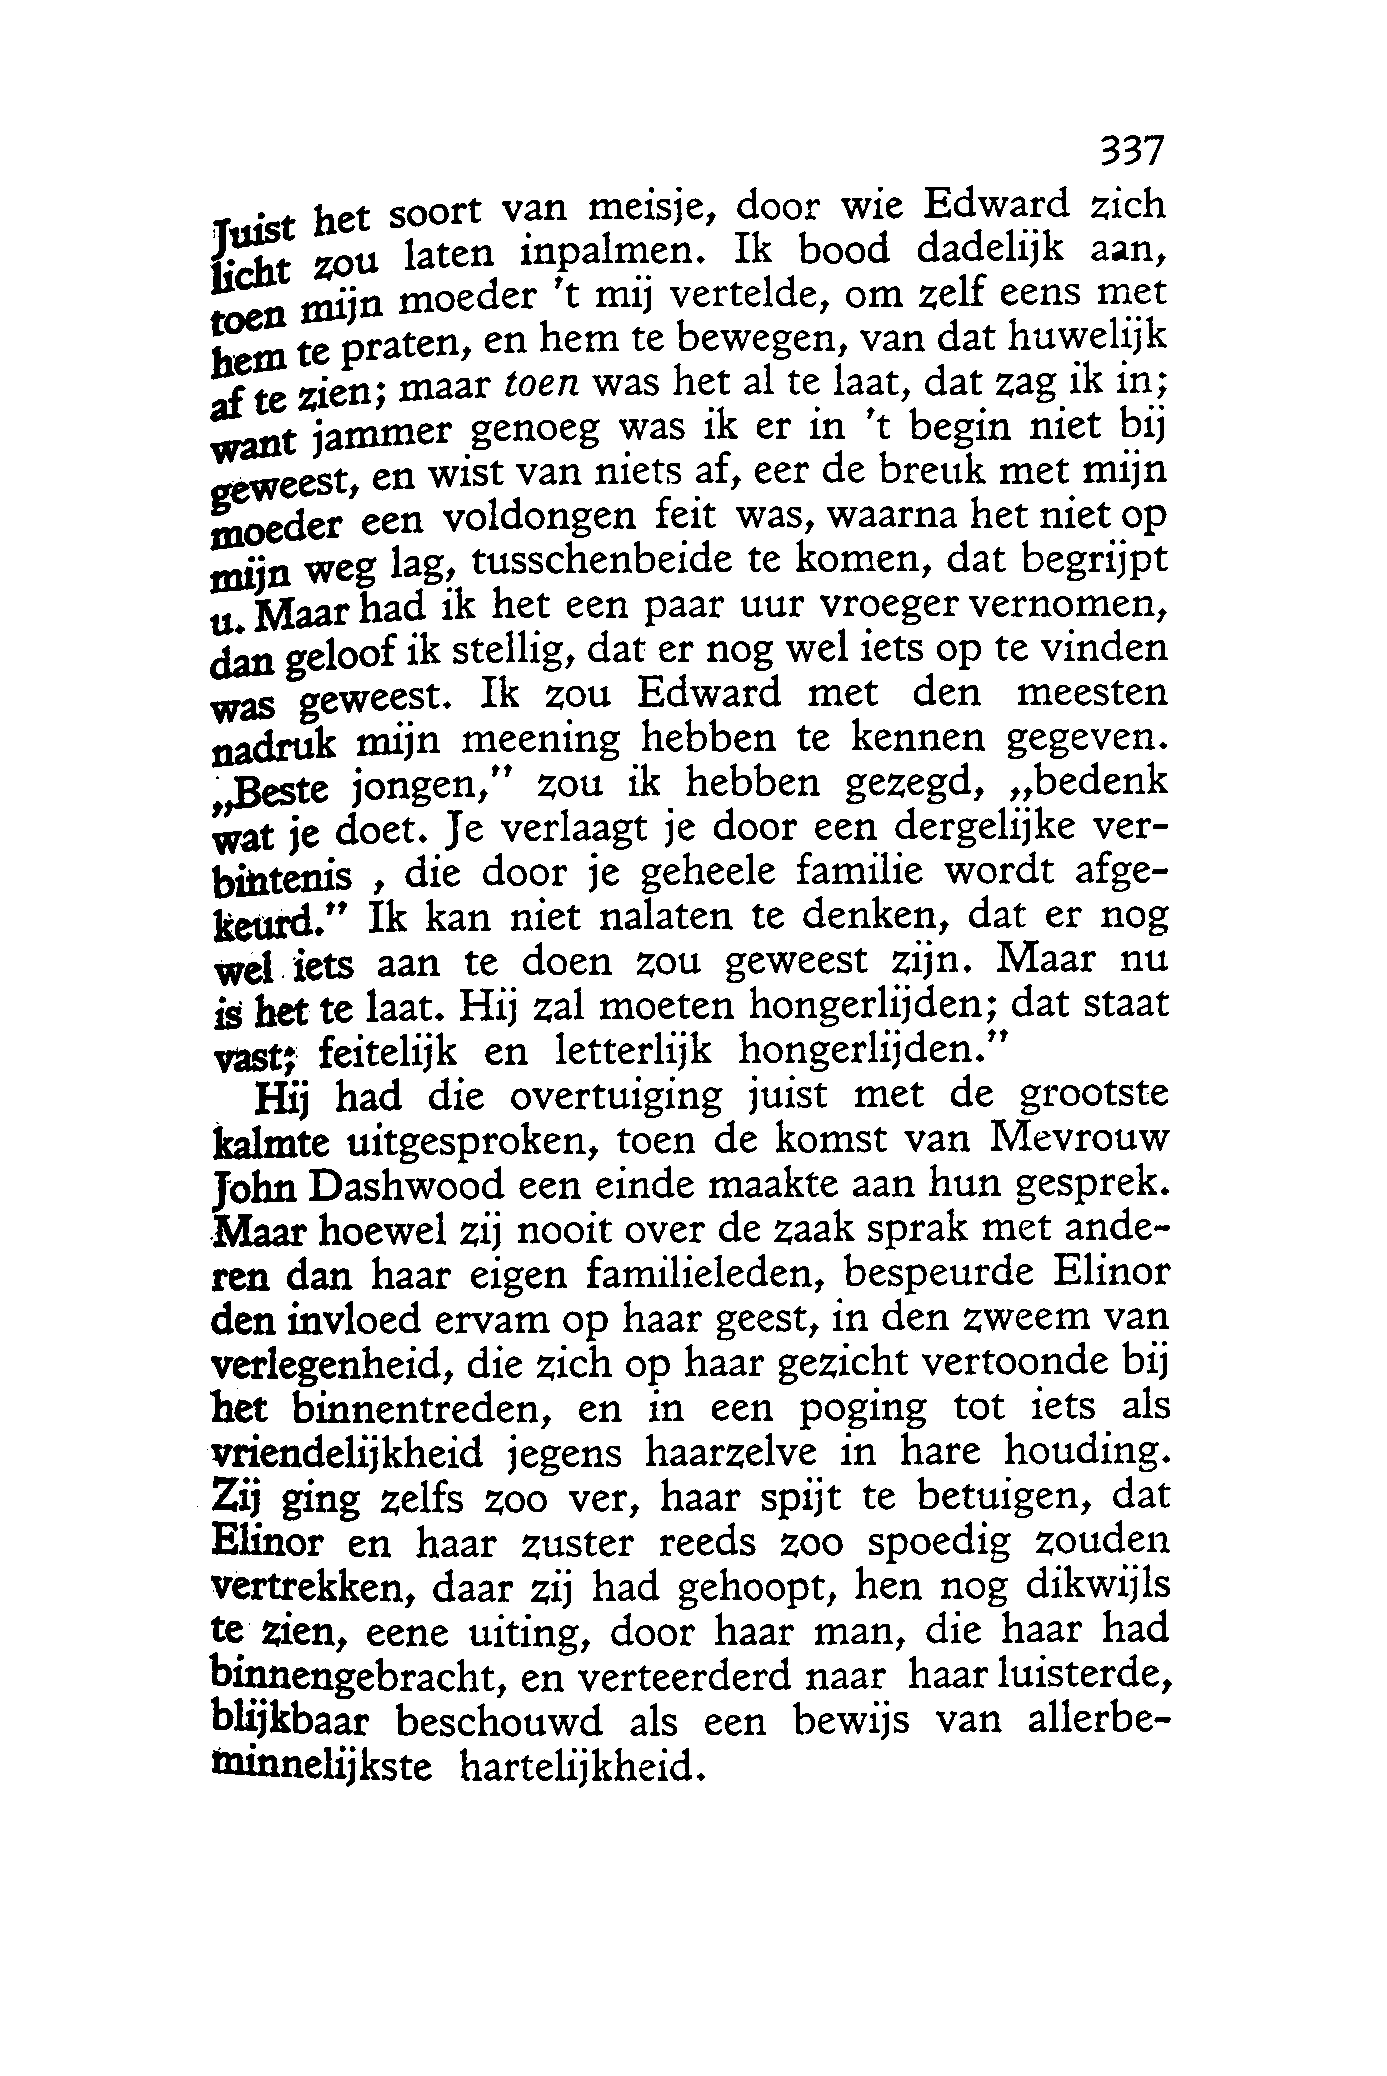 337
Juist het soort van meisje, door wie Edward zich
licht zou laten inpalmen. Ik bood dadelijk aan,
toen mijn moeder 't mij vertelde, om zelf eens met
hem te praten, en hem te bewegen, van dat huwelijk
af te zien; maar toen was het al te laat, dat zag ik in;
want jammer genoeg was ik er in 't begin niet bij
geweest, en wist van niets af, eer de breuk met mijn
moeder een voldongen feit was, waarna het niet op
mijn weg lag, tusschenbeide te komen, dat begrijpt
u. Maar had ik het een paar uur vroeger vernomen,
dan geloof ik stellig, dat er nog wel iets op te vinden
was geweest. Ik zou Edward met den meesten
nadruk mijn meening hebben te kennen gegeven.
„Beste jongen,” zou ik hebben gezegd, „bedenk
wat je doet. Je verlaagt je door een dergelijke ver-
bintenis , die door je geheele familie wordt afge-
keurd.” Ik kan niet nalaten te denken, dat er nog
wel iets aan te doen zou geweest zijn. Maar nu
is het te laat. Hij zal moeten hongerlijden; dat staat
vast; feitelijk en letterlijk hongerlijden.”
Hij had die overtuiging juist met de grootste
kalmte uitgesproken, toen de komst van Mevrouw
John Dashwood een einde maakte aan hun gesprek.
Maar hoewel zij nooit over de zaak sprak met ande-
ren dan haar eigen familieleden, bespeurde Elinor
den invloed ervam op haar geest, in den zweem van
verlegenheid, die zich op haar gezicht vertoonde bij
het binnentreden, en in een poging tot iets als
vriendelijkheid jegens haarzelve in hare houding.
Zij ging zelfs zoo ver, haar spijt te betuigen, dat
Elinor en haar zuster reeds zoo spoedig zouden
vertrekken, daar zij had gehoopt, hen nog dikwijls
te zien, eene uiting, door haar man, die haar had
binnengebracht, en verteerderd naar haar luisterde,
blijkbaar beschouwd als een bewijs van allerbe-
minnelijkste hartelijkheid.